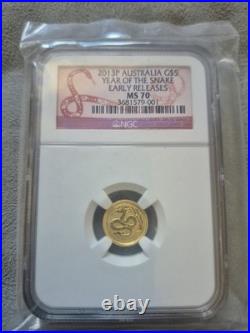 2013P AUSTRALIA G$5
YEAR OF THE SNAKE
EARLY RELEASES
MS 70
3681579-001
NGC